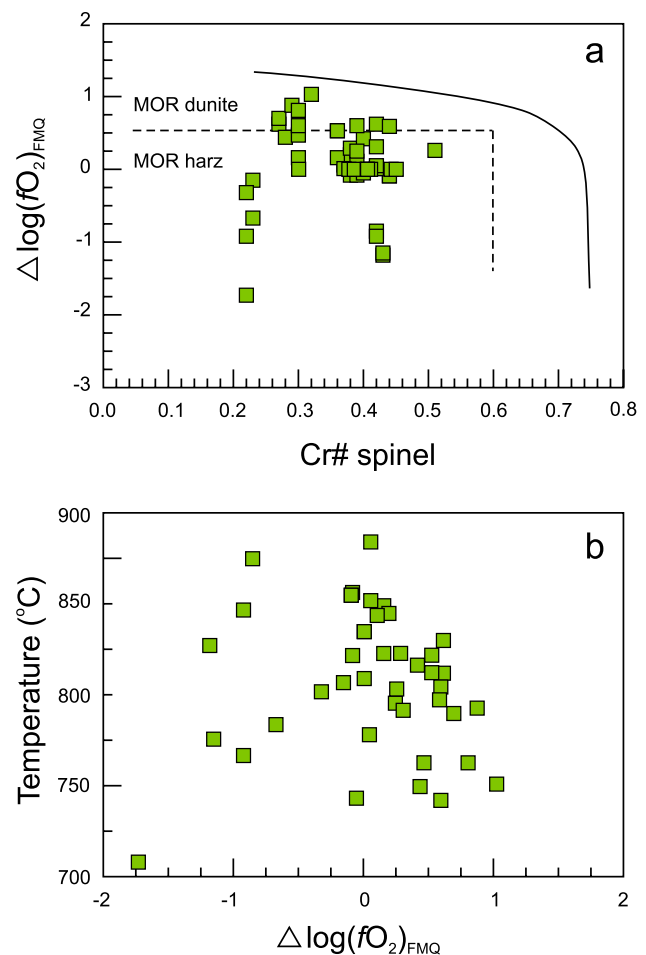 a
2
1
0
-1
-2
-3
△log(fO2)FMQ
MOR dunite
MOR harz
0.0 0.1 0.2 0.3 0.4 0.5 0.6 0.7 0.8
Cr# spinel
b
900
850
800
750
700
Temperature (oC)
-2 -1 0 1 2
△log(fO2)FMQ